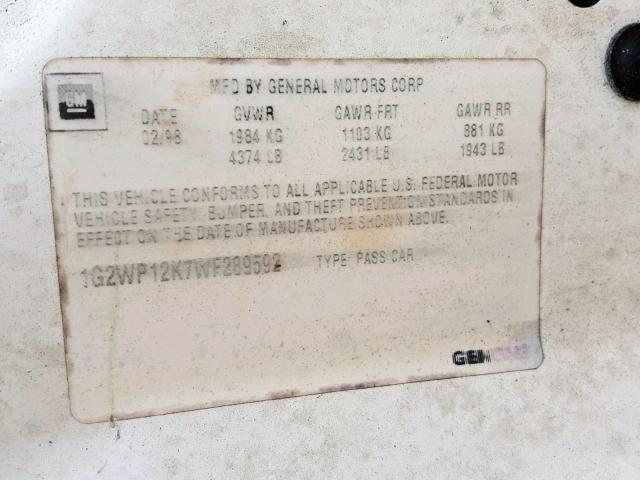 GM
MFD BY GENERAL MOTORS CORP
DATE GVWR GAWR FRT GAWR RR
02/98 1984 KG 1103 KG 881 KG
4374 LB 2431 LB 1943 LB
THIS VEHICLE CONFORMS TO ALL APPLICABLE U.S. FEDERAL MOTOR
VEHICLE SAFETY, BUMPER, AND THEFT PREVENTION STANDARDS IN
EFFECT ON THE DATE OF MANUFACTURE SHOWN ABOVE.
1G2WP12K7WF289592 TYPE: PASS CAR